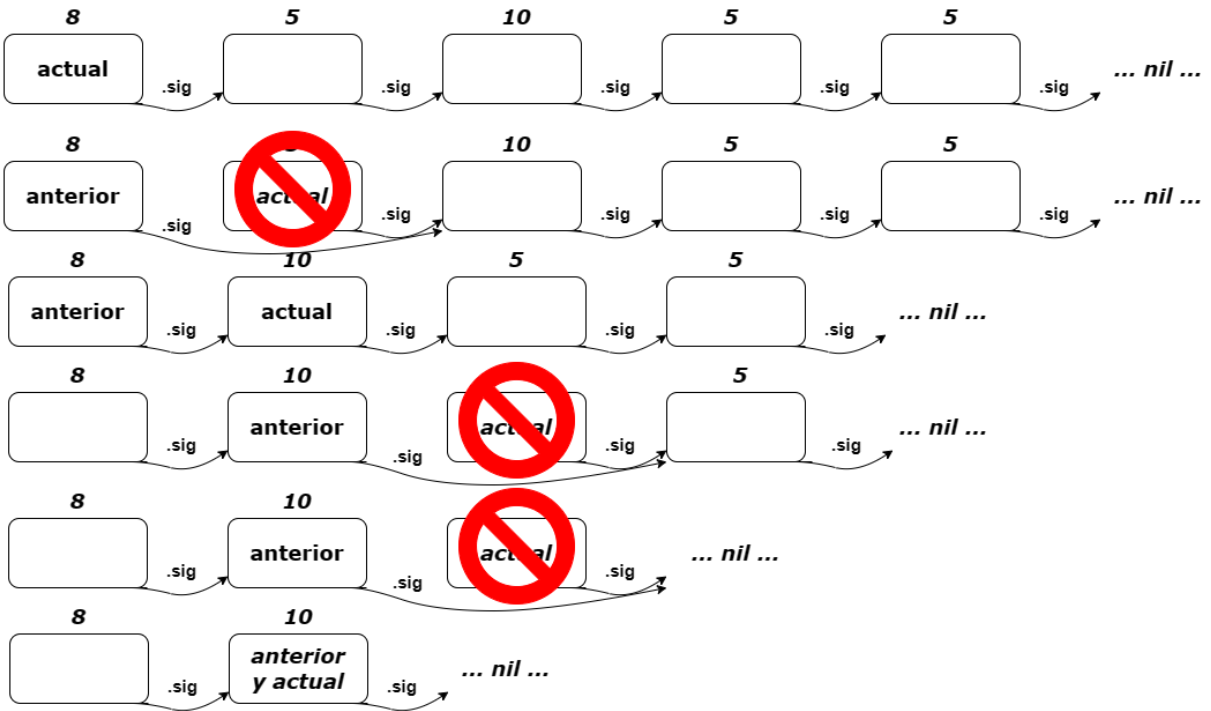 8 5 10 5 5
actual .sig .sig .sig .sig .sig ... nil ...
8 10 5 5
anterior .sig actual .sig .sig .sig .sig ... nil ...
8 10 5 5
anterior .sig actual .sig .sig .sig ... nil ...
8 10 5
.sig anterior .sig actual .sig .sig ... nil ...
8 10
.sig anterior .sig actual .sig ... nil ...
8 10
.sig anterior
y actual .sig ... nil ...